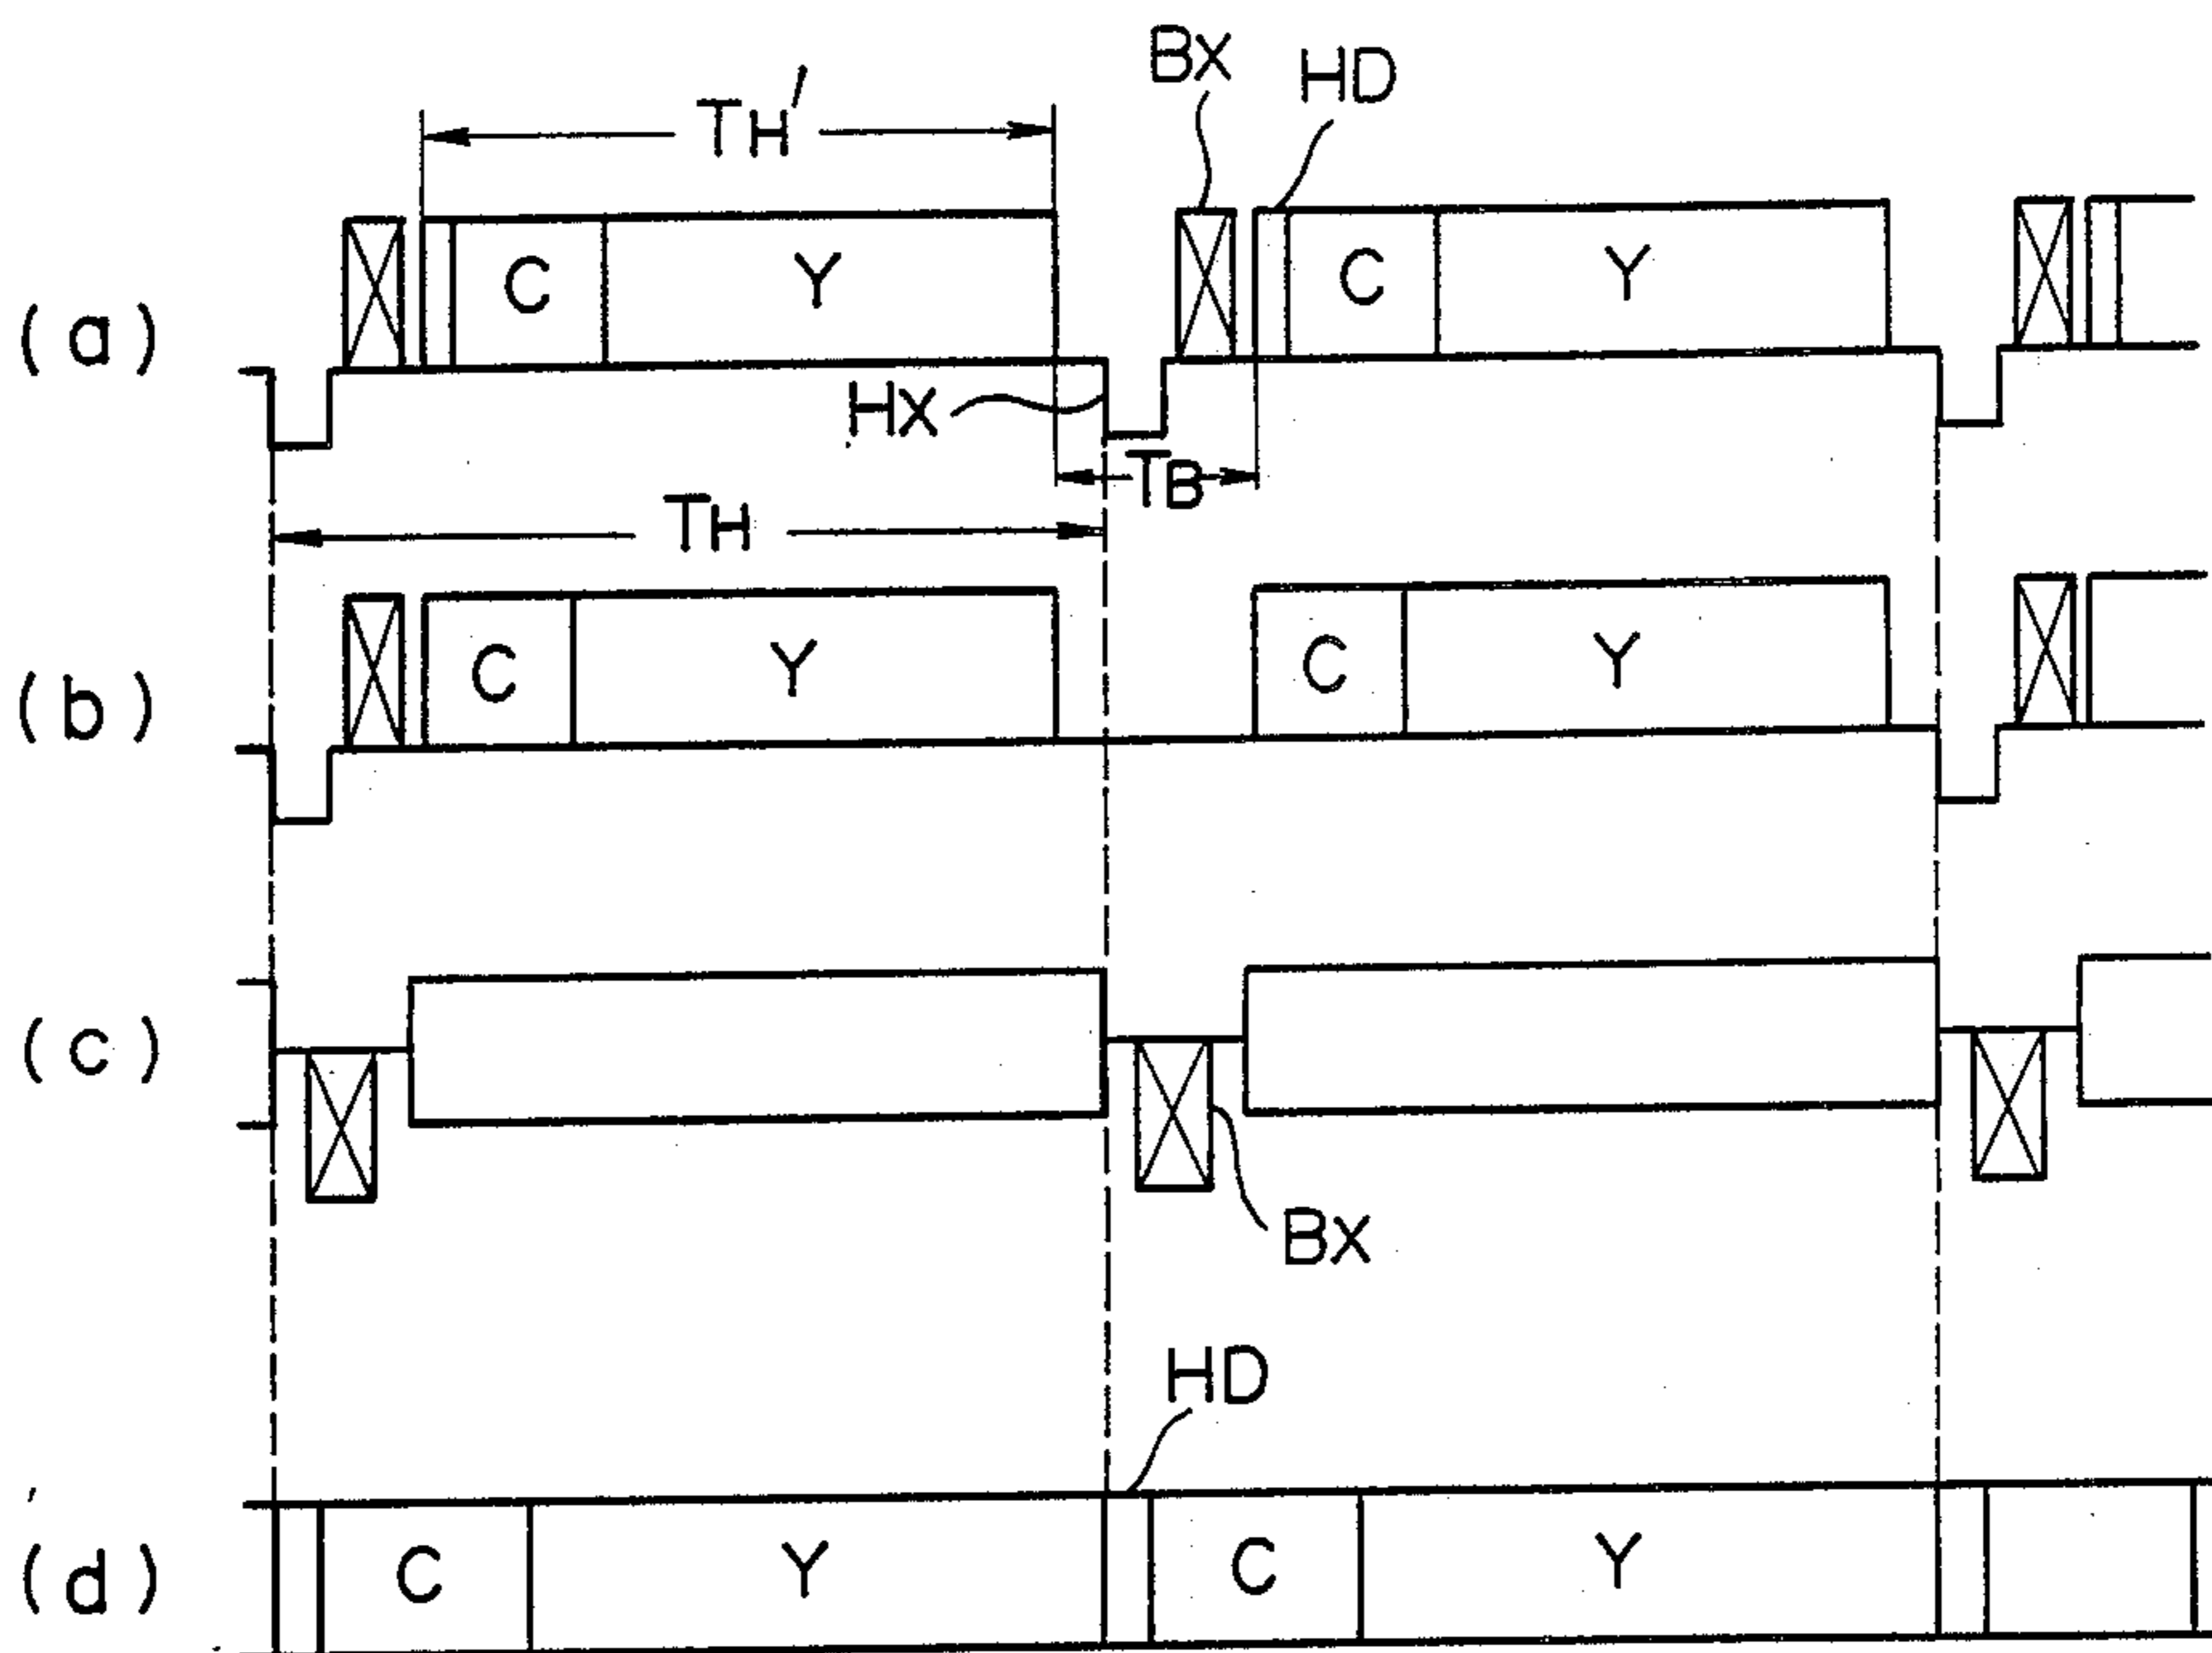 BX HD
TH'
C Y C Y
(a)
HX
TB
TH
C Y C Y
(b)
(c)
BX
HD
(d) C Y C Y